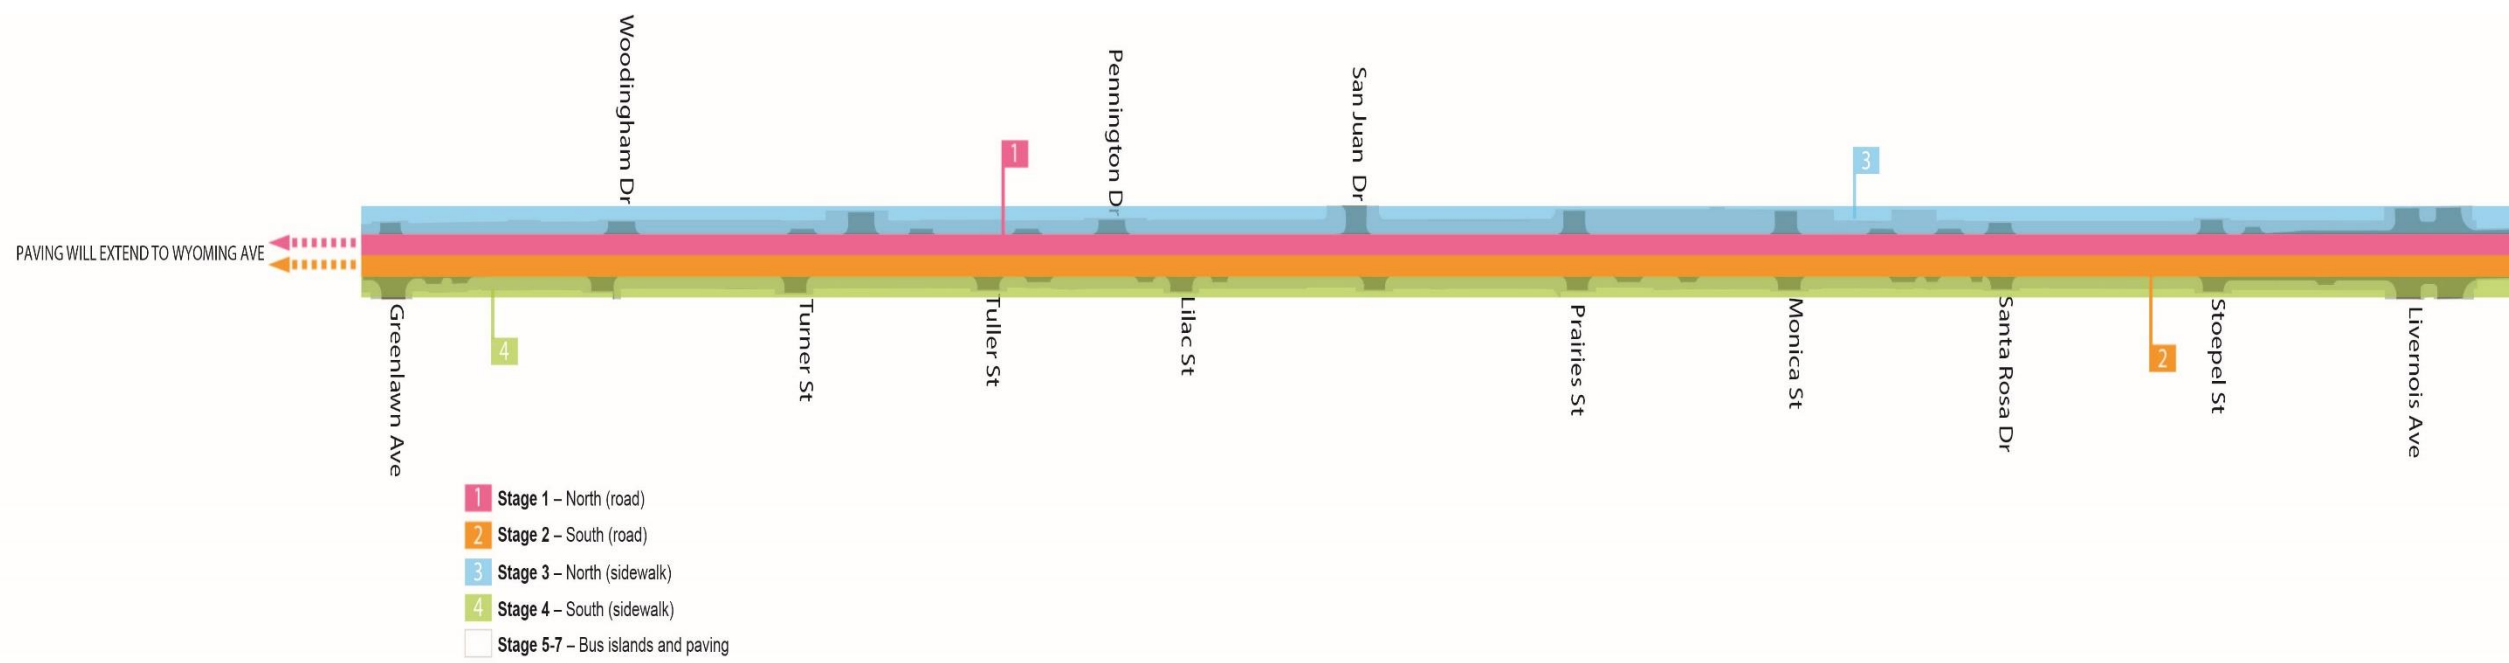 Woodingham Dr
Pennington Dr
San Juan Dr
1
3
PAVING WILL EXTEND TO WYOMING AVE
Greenlawn Ave
4
Turner St
Tuller St
Lilac St
Prairies St
Monica St
Santa Rosa Dr
2
Stoepel St
Livernois Ave
1 Stage 1 – North (road)
2 Stage 2 – South (road)
3 Stage 3 – North (sidewalk)
4 Stage 4 – South (sidewalk)
Stage 5-7 – Bus islands and paving